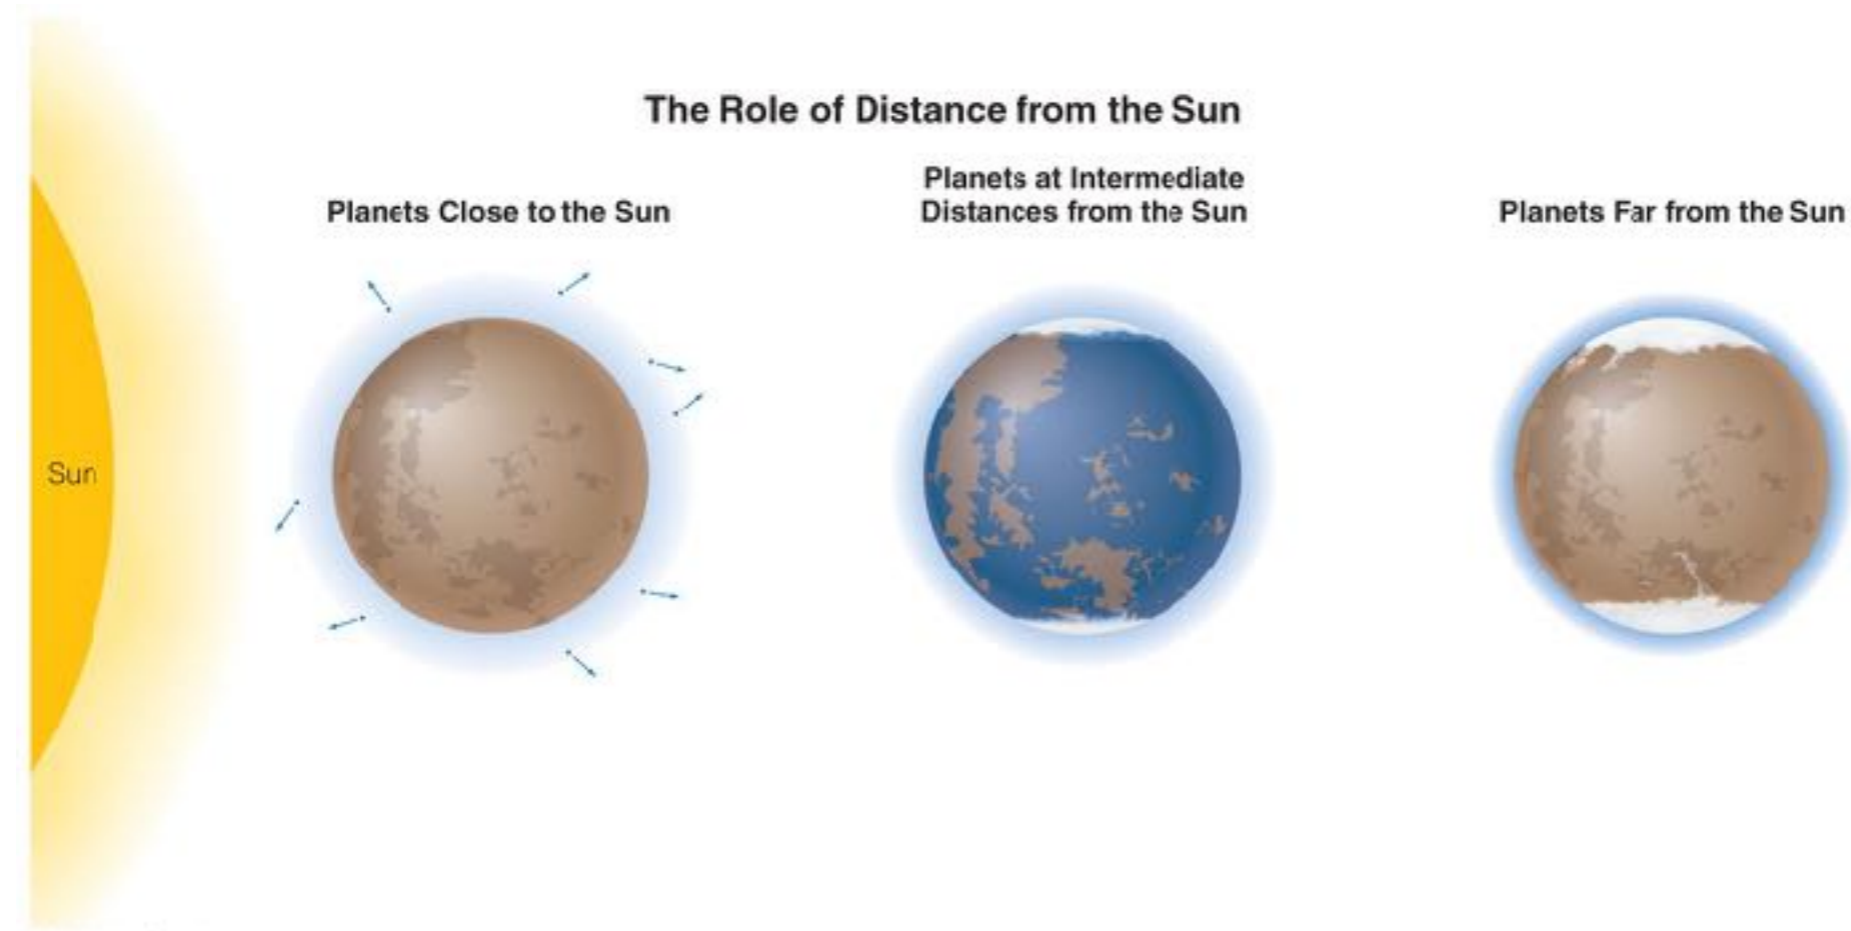 The Role of Distance from the Sun
Planets Close to the Sun
Planets at Intermediate
Distances from the Sun
Planets Far from the Sun
Sun